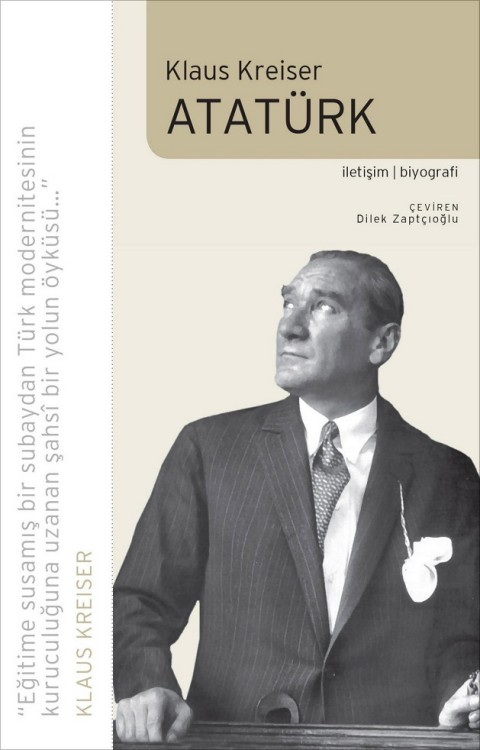 Klaus Kreiser
ATATÜRK
iletişim | biyografi
ÇEVİREN
Dilek Zaptçıoğlu
“Eğitime susamış bir subaydan Türk modernitesinin
kuruculuğuna uzanan şahsî bir yolun öyküsü...”
KLAUS KREISER